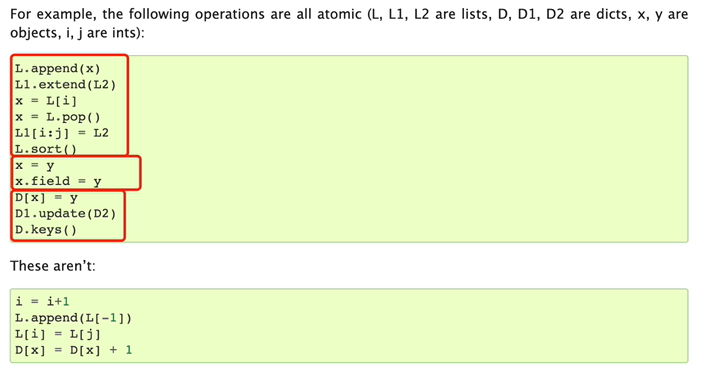 For example, the following operations are all atomic (L, L1, L2 are lists, D, D1, D2 are dicts, x, y are
objects, i, j are ints):
L.append(x)
L1.extend(L2)
x = L[i]
x = L.pop()
L1[i:j] = L2
L.sort()
x = y
x.field = y
D[x] = y
D1.update(D2)
D.keys()
These aren't:
i = i+1
L.append(L[-1])
L[i] = L[j]
D[x] = D[x] + 1